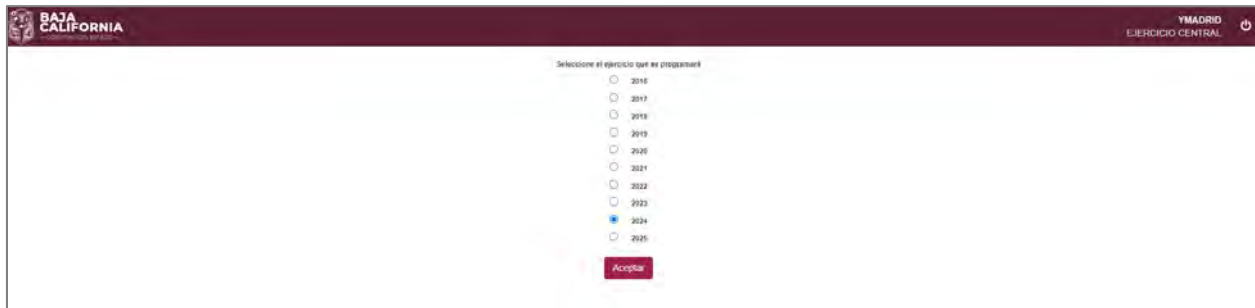 BAJA
CALIFORNIA
YMADRID
EJERCICIO CENTRAL
Seleccione el ejercicio que se programará
2016
2017
2018
2019
2020
2021
2022
2023
2024
2025
Aceptar